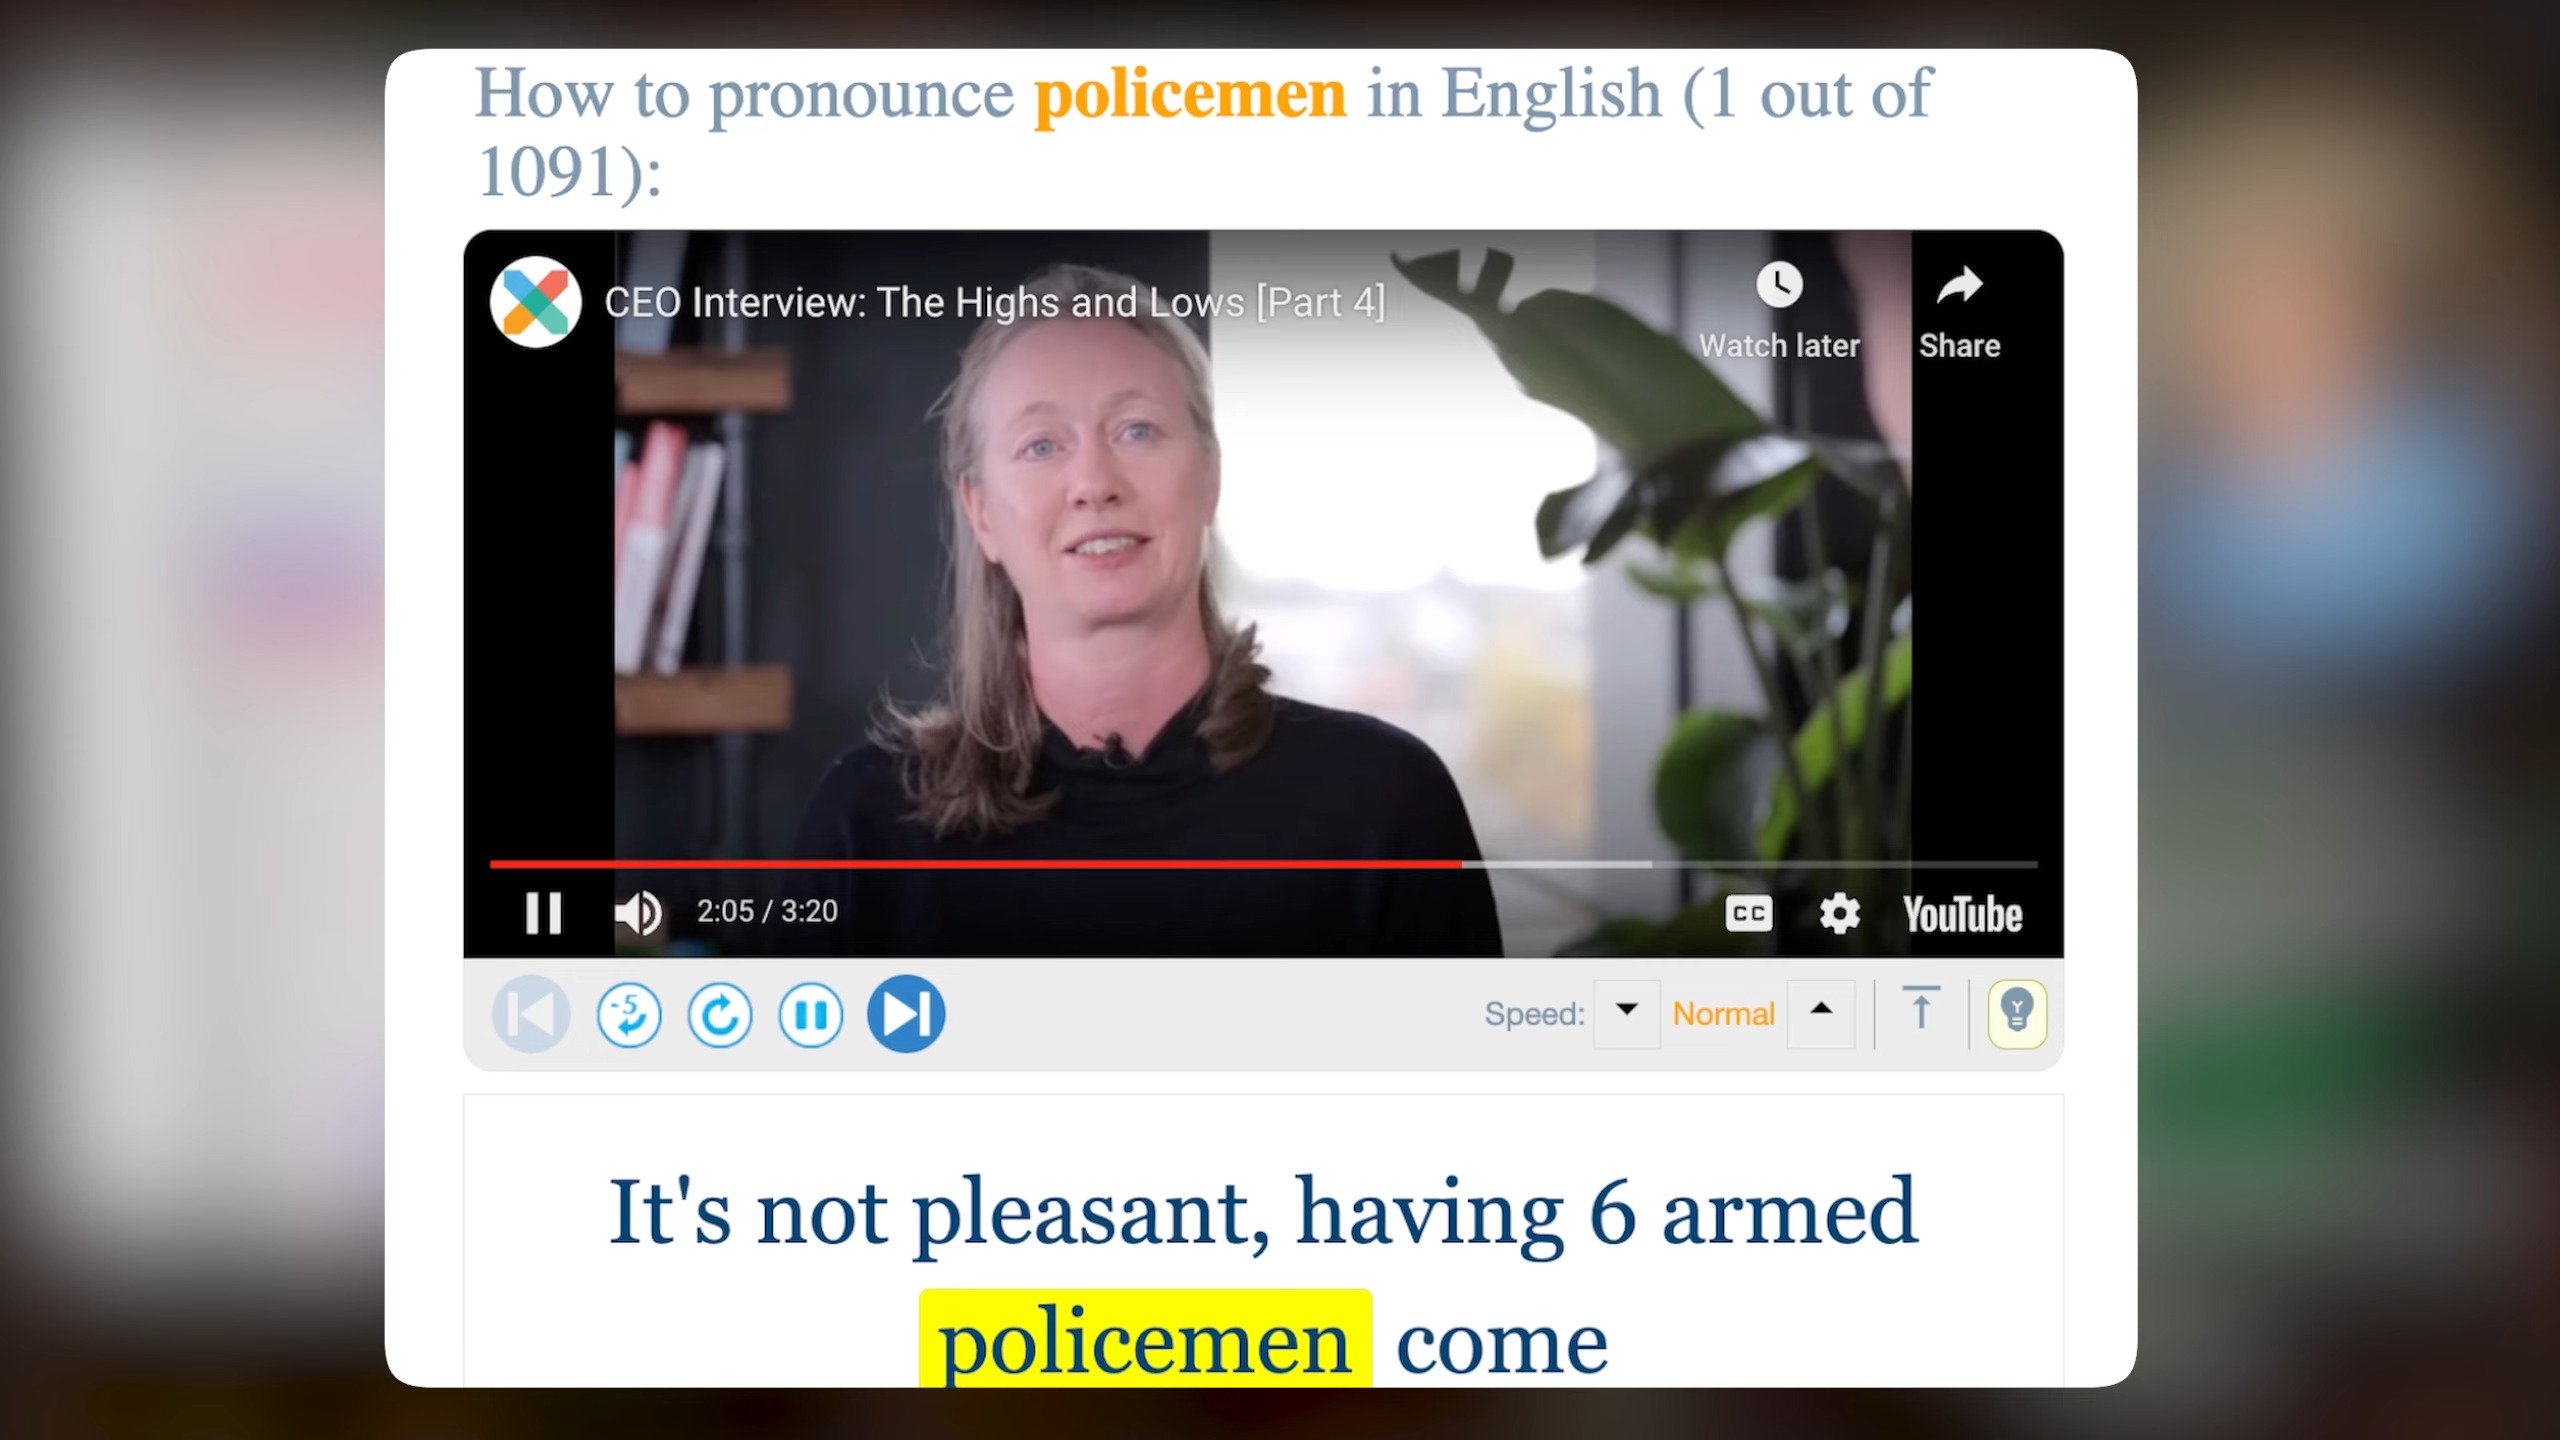 How to pronounce policemen in English (1 out of
1091):
CEO Interview: The Highs and Lows [Part 4]
Watch later
Share
2:05 / 3:20
CC
YouTube
-5
Speed:
Normal
It's not pleasant, having 6 armed
policemen come